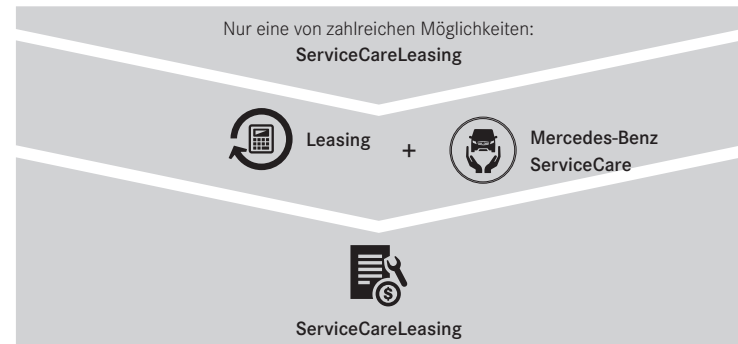 Nur eine von zahlreichen Möglichkeiten:
ServiceCareLeasing
Leasing + Mercedes-Benz
ServiceCare
$
ServiceCareLeasing